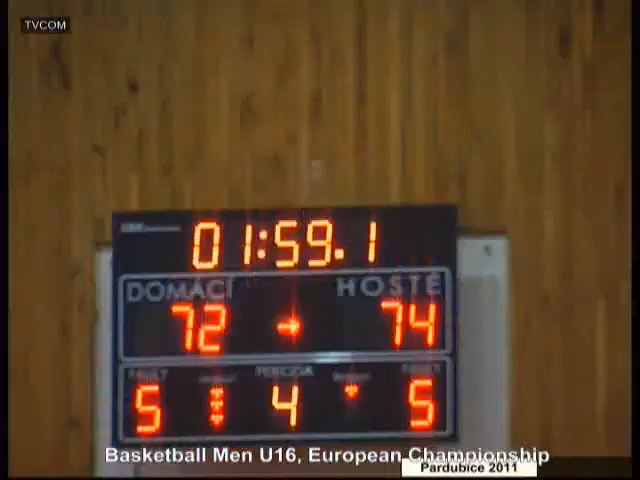 TVCOM
01:59.1
DOMÁCÍ HOSTÉ
72 → 74
FAULY PERIODA FAULY
5 4 5
Basketball Men U16, European Championship
Pardubice 2011